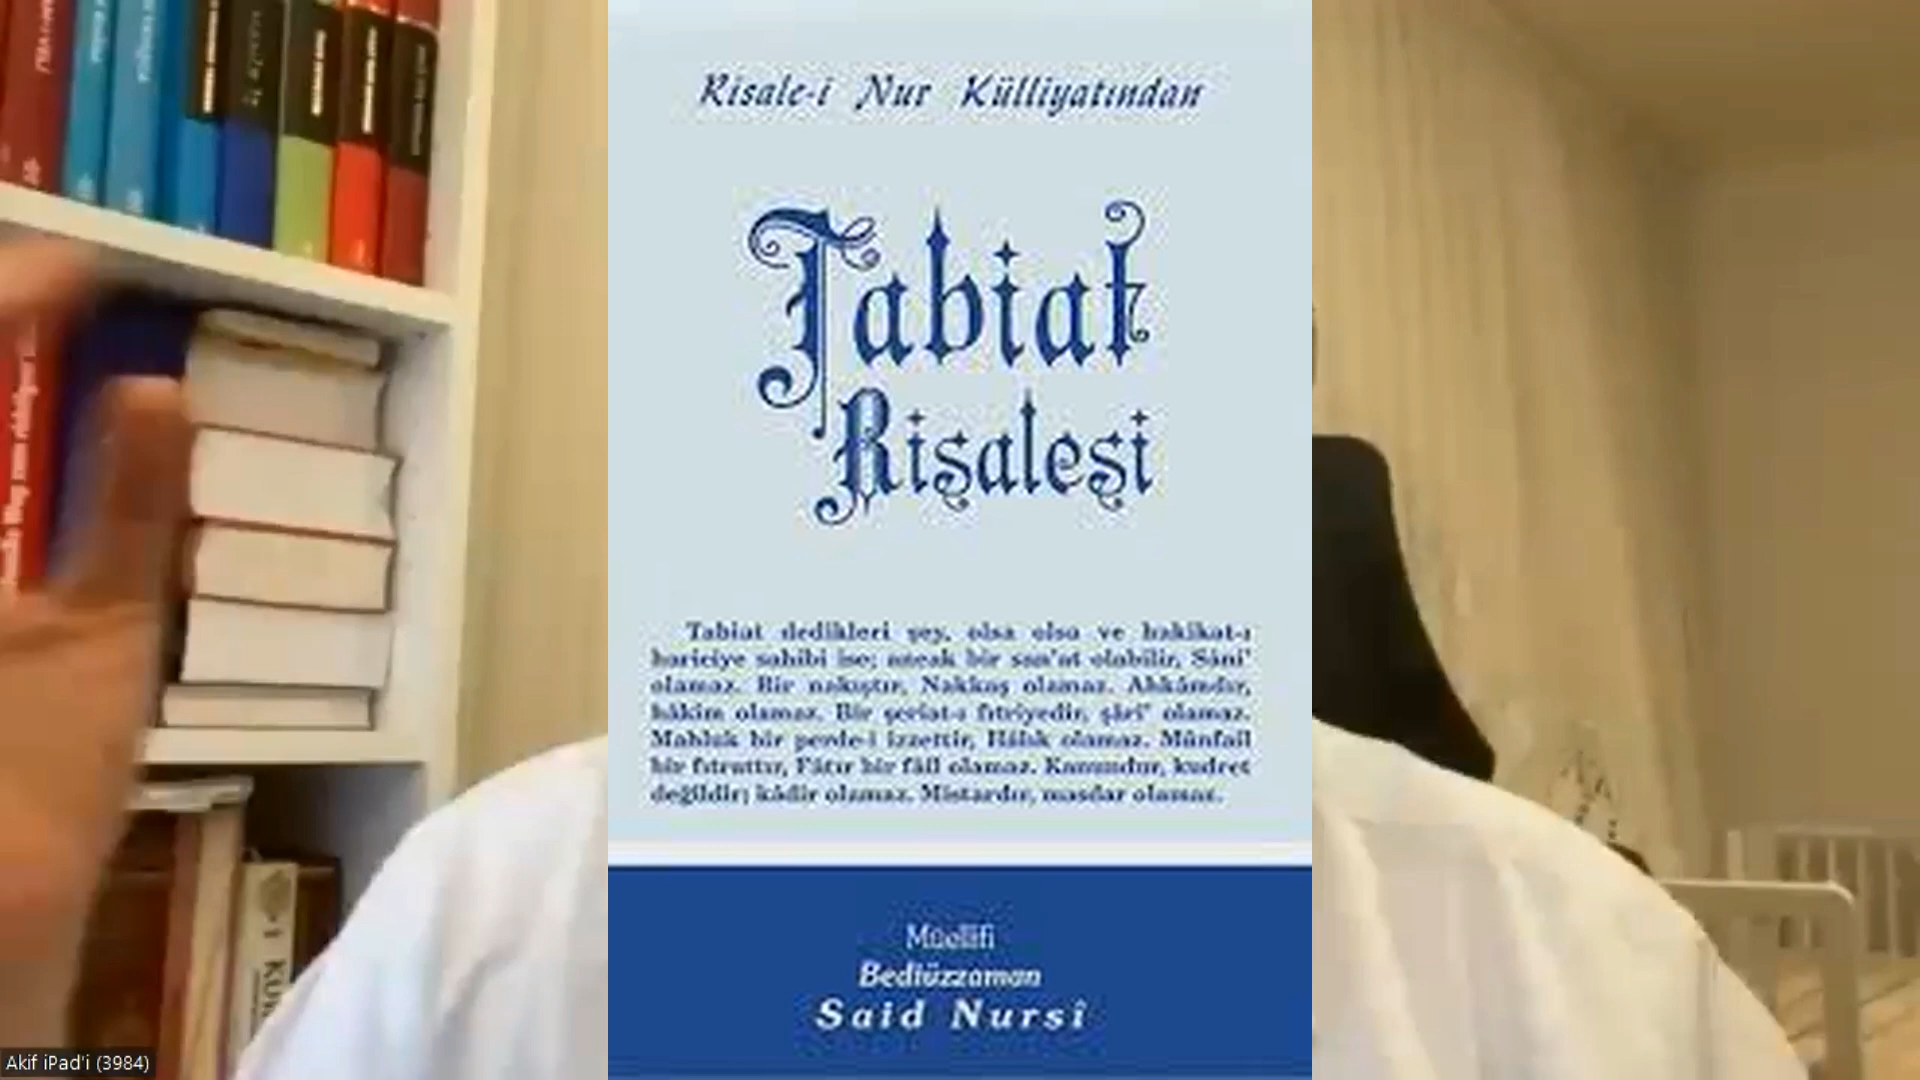 Risale-i Nur Külliyatından
Tabiat
Risalesi
Tabiat dedikleri şey, olsa olsa ve hakikat-ı
hariciye sahibi ise; ancak bir san'at olabilir, Sâni'
olamaz. Bir nakıştır, Nakkaş olamaz. Ahkâmdır,
hâkim olamaz. Bir şeriat-ı fıtriyedir, şâri' olamaz.
Mahluk bir perde-i izzettir, Hâlık olamaz. Münfail
bir fıtrattır, Fâtır bir fâil olamaz. Kanundur, kudret
değildir; kâdir olamaz. Mistardır, masdar olamaz.
Müellifi
Bediüzzaman
Said Nursî
Akif iPad'i (3984)